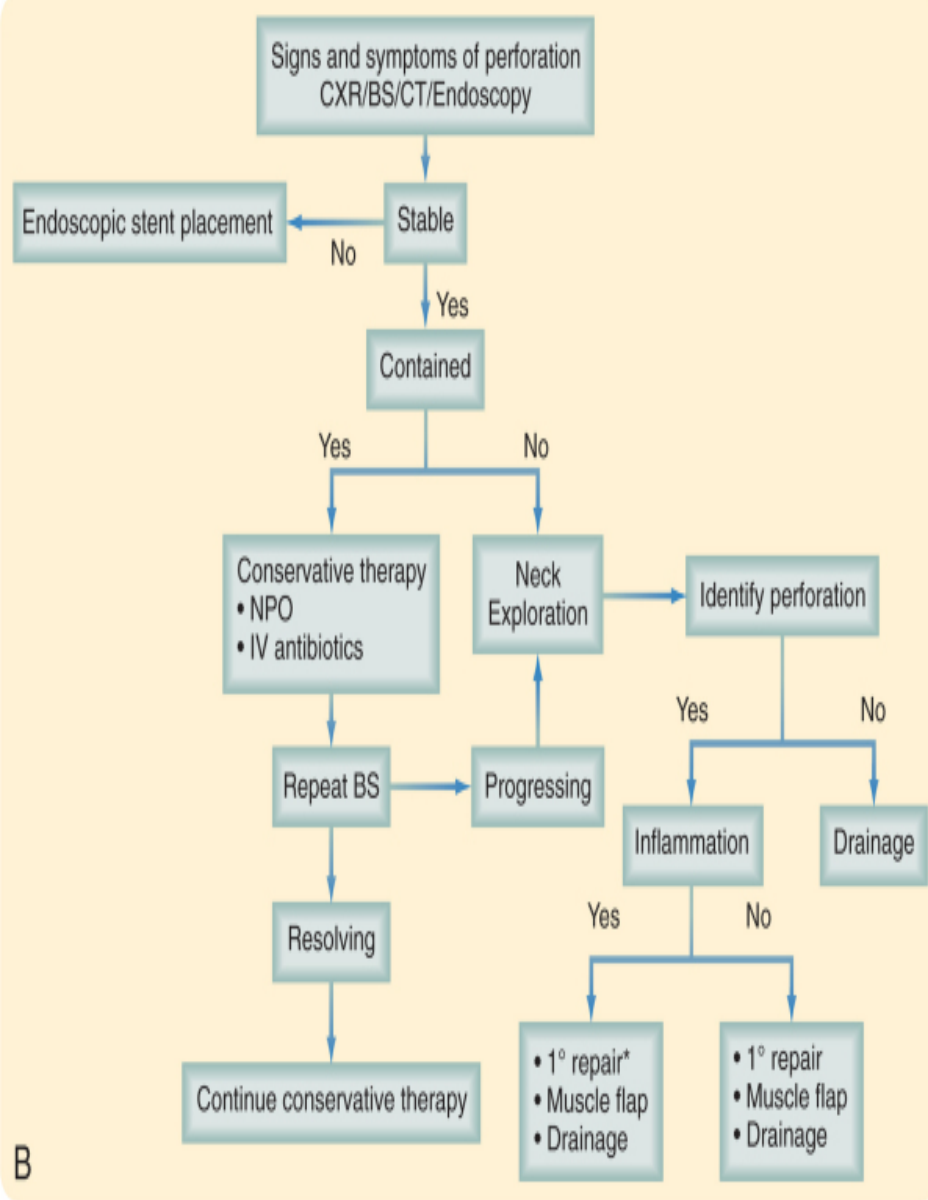 Signs and symptoms of perforation
CXR/BS/CT/Endoscopy
Endoscopic stent placement
Stable
No
Yes
Contained
Yes
No
Conservative therapy
• NPO
• IV antibiotics
Neck
Exploration
Identify perforation
Yes
No
Repeat BS
Progressing
Inflammation
Drainage
Yes
No
Resolving
• 1° repair*
• Muscle flap
• Drainage
• 1° repair
• Muscle flap
• Drainage
Continue conservative therapy
B